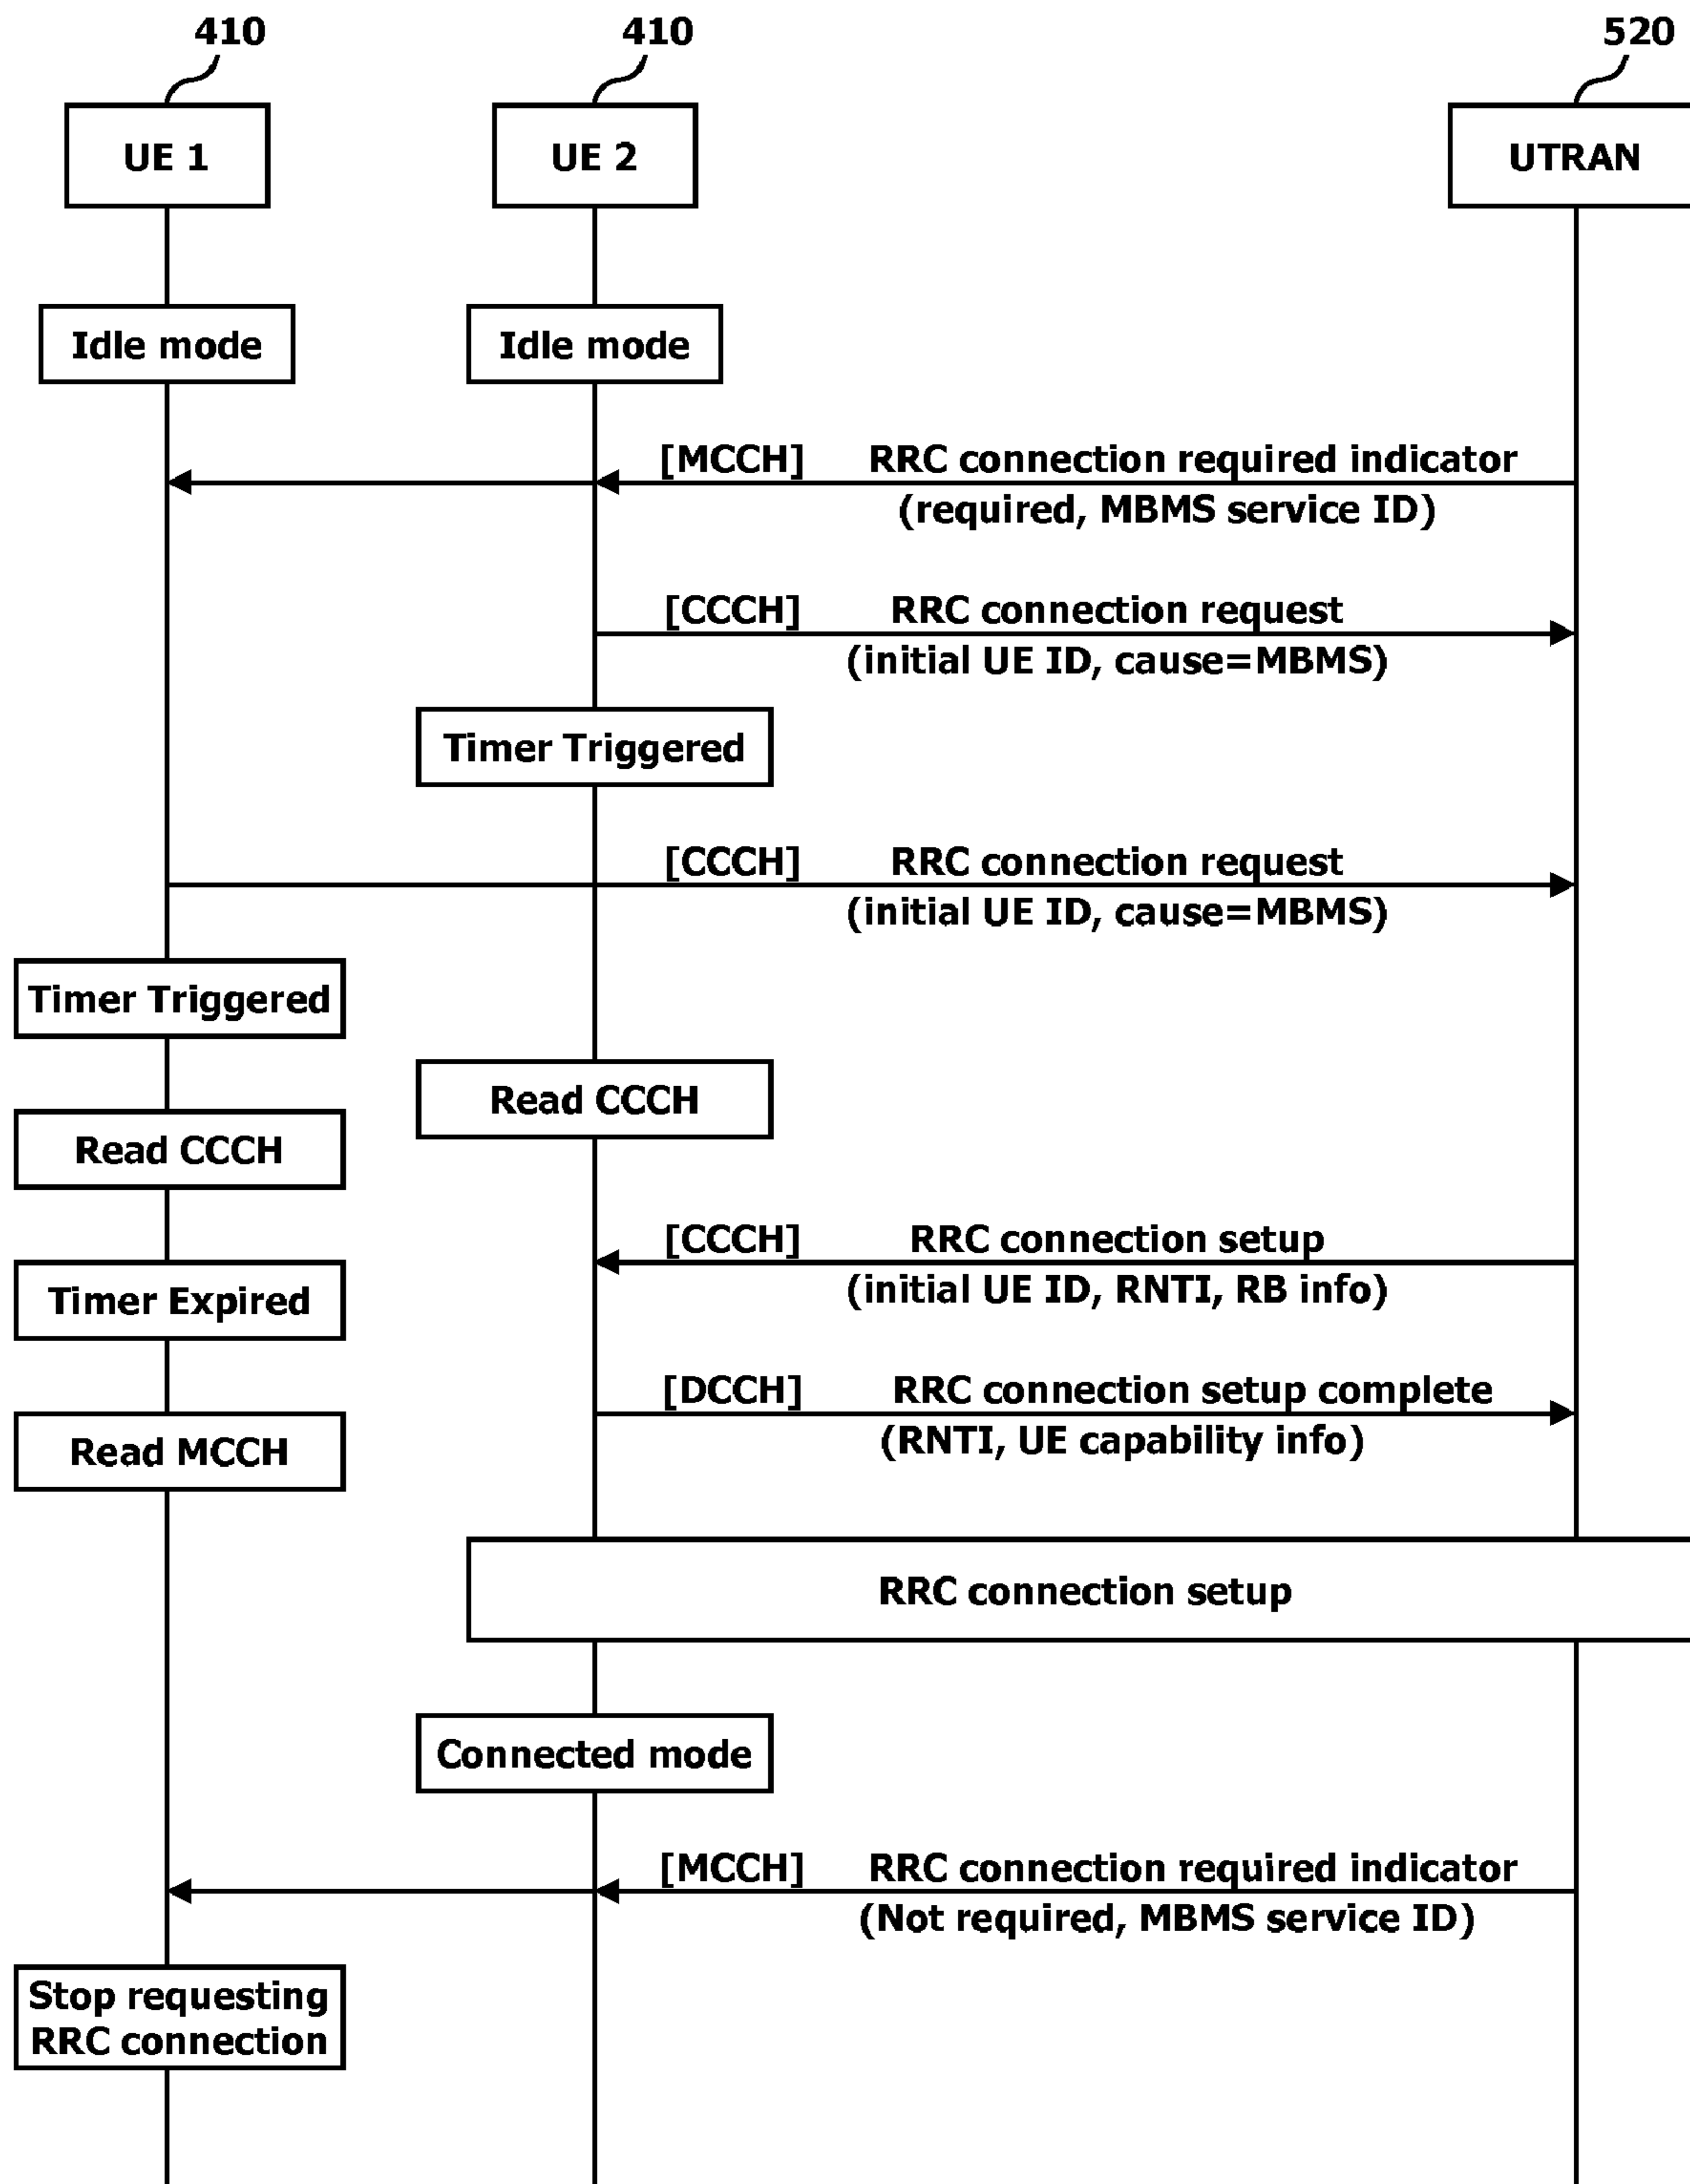 410
410
520
UE 1
UE 2
UTRAN
Idle mode
Idle mode
[MCCH] RRC connection required indicator
(required, MBMS service ID)
[CCCH] RRC connection request
(initial UE ID, cause=MBMS)
Timer Triggered
[CCCH] RRC connection request
(initial UE ID, cause=MBMS)
Timer Triggered
Read CCCH
Read CCCH
[CCCH] RRC connection setup
(initial UE ID, RNTI, RB info)
Timer Expired
[DCCH] RRC connection setup complete
(RNTI, UE capability info)
Read MCCH
RRC connection setup
Connected mode
[MCCH] RRC connection required indicator
(Not required, MBMS service ID)
Stop requesting
RRC connection